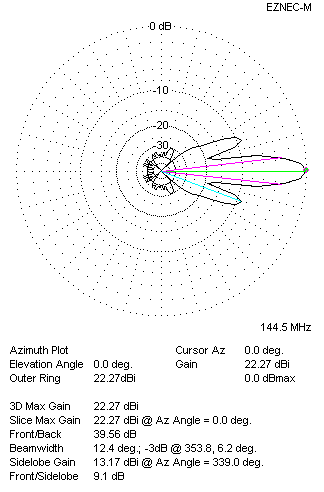 EZNEC-M
0 dB
-10
-20
-30
144.5 MHz
Azimuth Plot Cursor Az 0.0 deg.
Elevation Angle 0.0 deg. Gain 22.27 dBi
Outer Ring 22.27dBi 0.0 dBmax
3D Max Gain 22.27 dBi
Slice Max Gain 22.27 dBi @ Az Angle = 0.0 deg.
Front/Back 39.56 dB
Beamwidth 12.4 deg.; -3dB @ 353.8, 6.2 deg.
Sidelobe Gain 13.17 dBi @ Az Angle = 339.0 deg.
Front/Sidelobe 9.1 dB